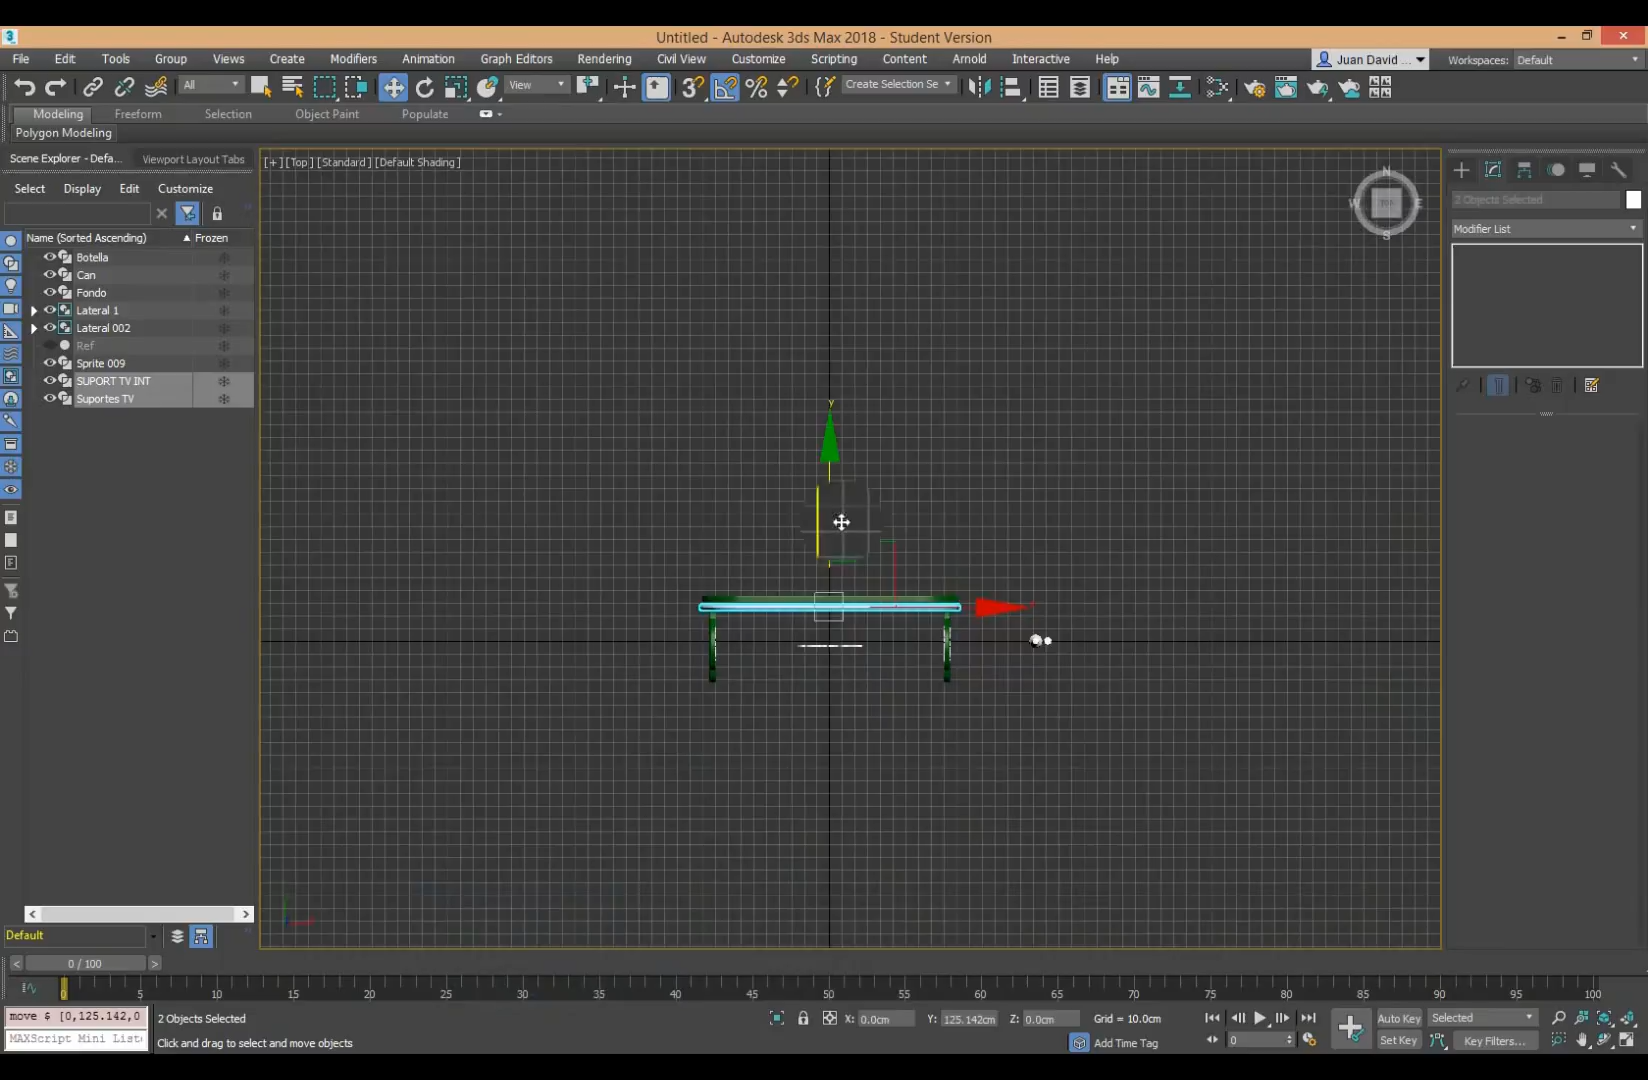 Untitled - Autodesk 3ds Max 2018 - Student Version
File Edit Tools Group Views Create Modifiers Animation Graph Editors Rendering Civil View Customize Scripting Content Arnold Interactive Help Juan David ... Workspaces: Default
All View Create Selection Se
Modeling Freeform Selection Object Paint Populate
Polygon Modeling
Scene Explorer - Defa... Viewport Layout Tabs
[+] [Top] [Standard] [Default Shading]
Select Display Edit Customize
N
W TOP E
S
2 Objects Selected
Modifier List
Name (Sorted Ascending) Frozen
Botella
Can
Fondo
Lateral 1
Lateral 002
Ref
Sprite 009
SUPORT TV INT
Suportes TV
y
Default
0 / 100
0 5 10 15 20 25 30 35 40 45 50 55 60 65 70 75 80 85 90 95 100
move $ [0,125.142,0
2 Objects Selected
X: 0.0cm Y: 125.142cm Z: 0.0cm Grid = 10.0cm
Auto Key Selected
MAXScript Mini List
Click and drag to select and move objects
Add Time Tag
0
Set Key Key Filters...